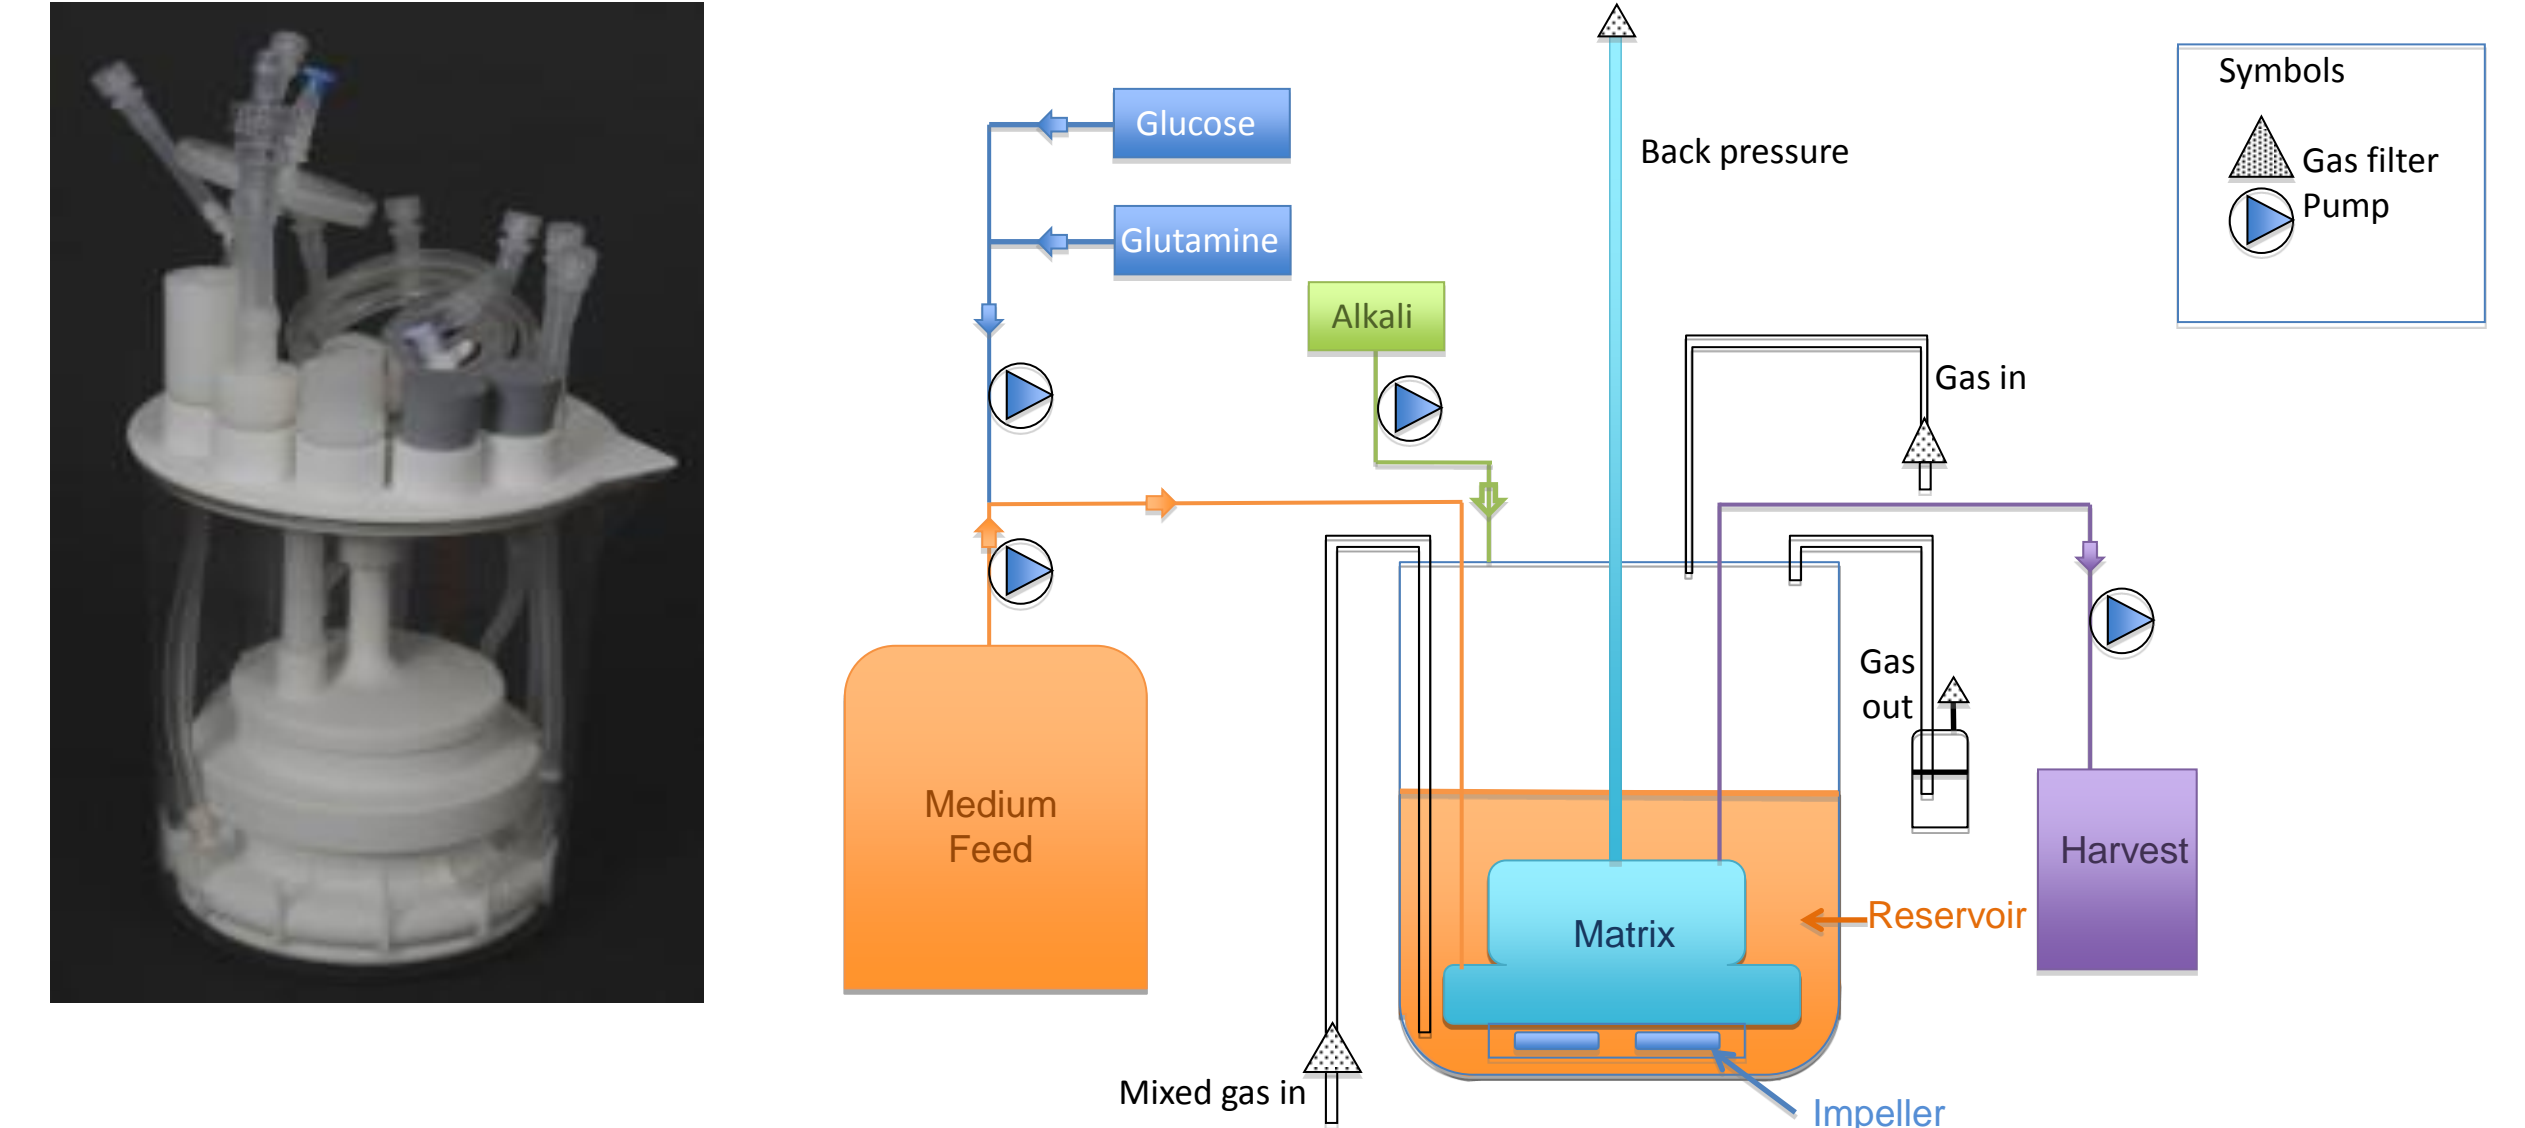 Glucose
Glutamine
Alkali
Back pressure
Symbols
Gas filter
Pump
Gas in
Gas
out
Medium
Feed
Matrix
Reservoir
Harvest
Mixed gas in
Impeller